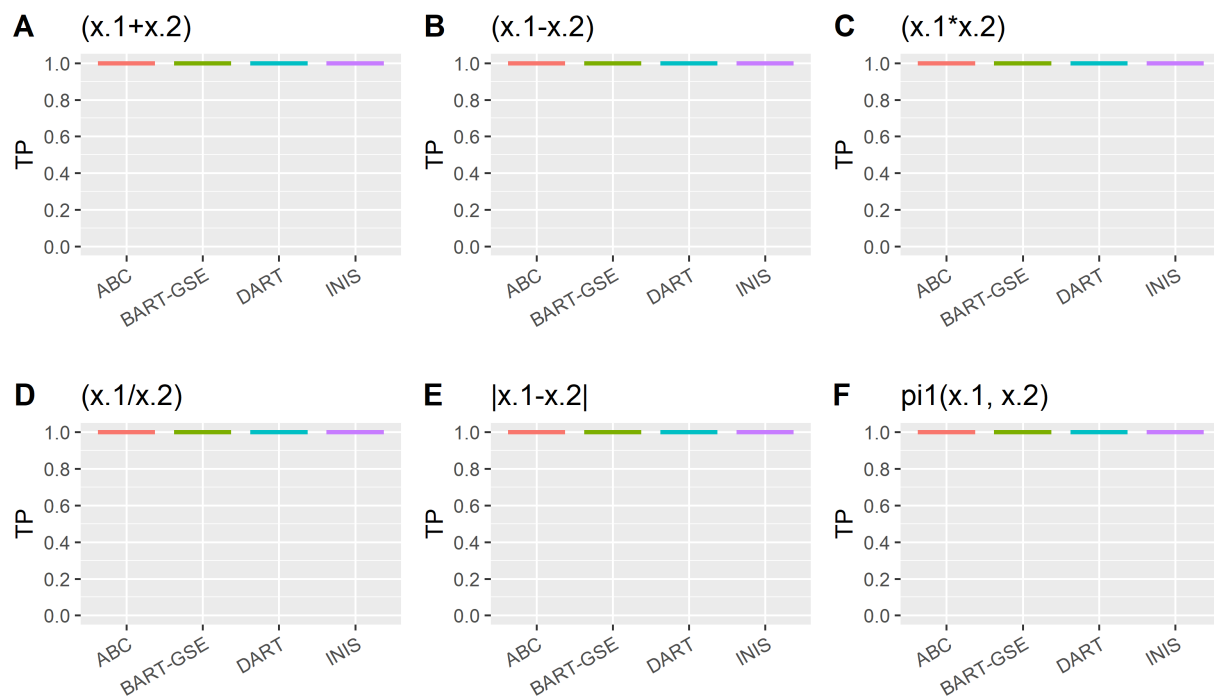 A (x.1+x.2)
TP
1.0
0.8
0.6
0.4
0.2
0.0
ABC
BART-GSE
DART
INIS
B (x.1-x.2)
TP
1.0
0.8
0.6
0.4
0.2
0.0
ABC
BART-GSE
DART
INIS
C (x.1*x.2)
TP
1.0
0.8
0.6
0.4
0.2
0.0
ABC
BART-GSE
DART
INIS
D (x.1/x.2)
TP
1.0
0.8
0.6
0.4
0.2
0.0
ABC
BART-GSE
DART
INIS
E |x.1-x.2|
TP
1.0
0.8
0.6
0.4
0.2
0.0
ABC
BART-GSE
DART
INIS
F pi1(x.1, x.2)
TP
1.0
0.8
0.6
0.4
0.2
0.0
ABC
BART-GSE
DART
INIS